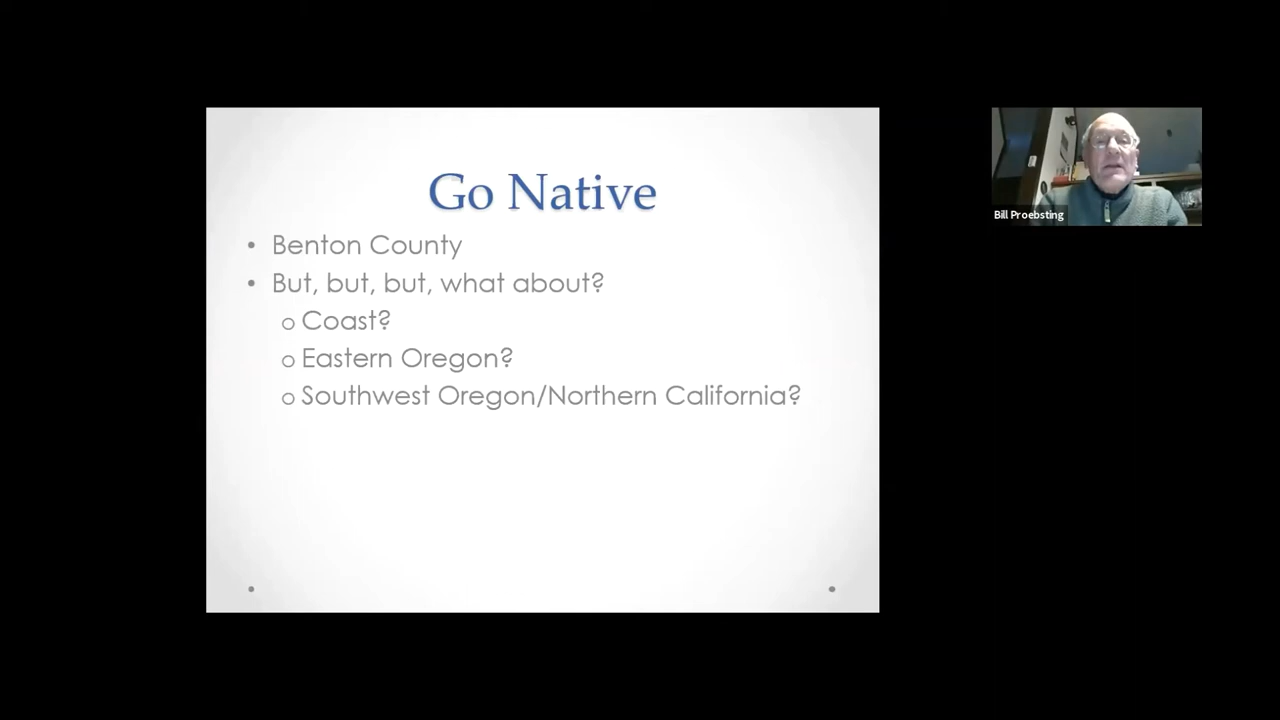 Go Native
• Benton County
• But, but, but, what about?
o Coast?
o Eastern Oregon?
o Southwest Oregon/Northern California?
Bill Proebsting